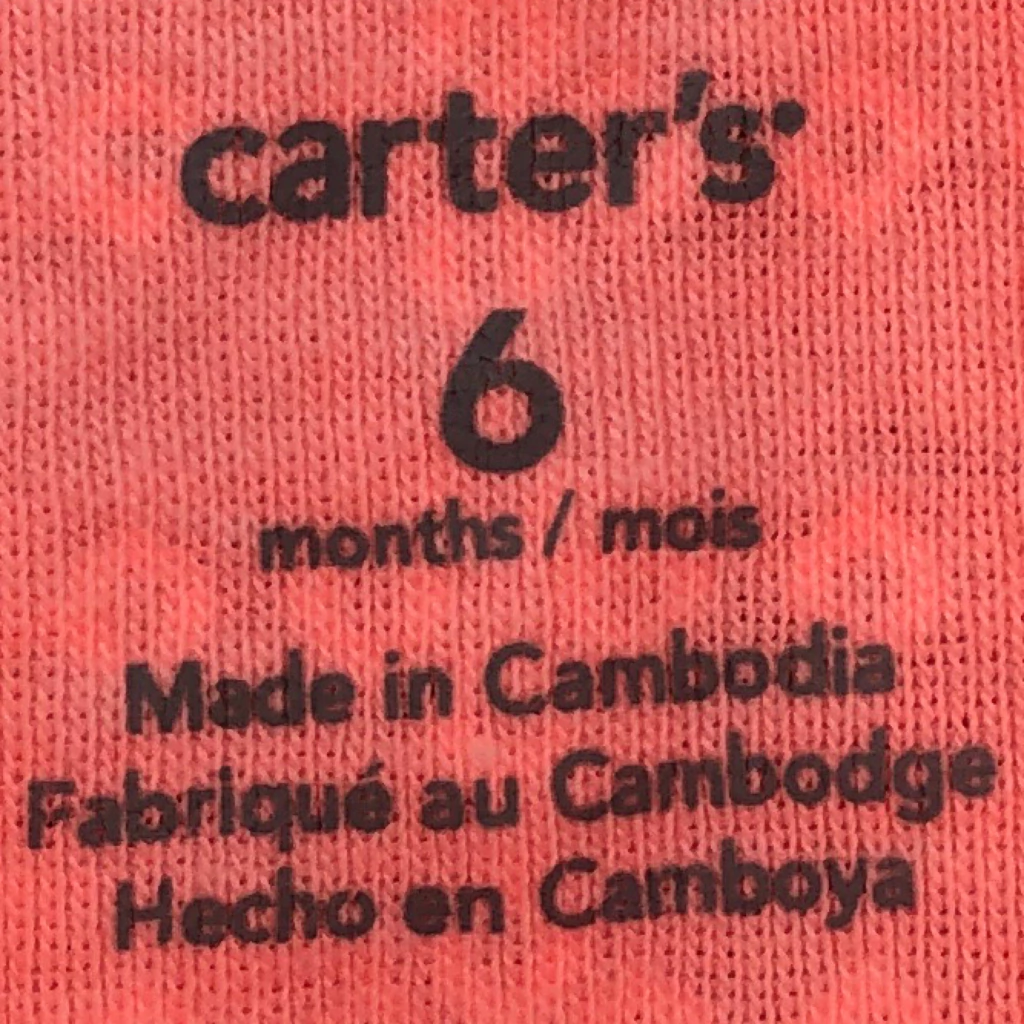 carter's
6
months / mois
Made in Cambodia
Fabriqué au Cambodge
Hecho en Camboya